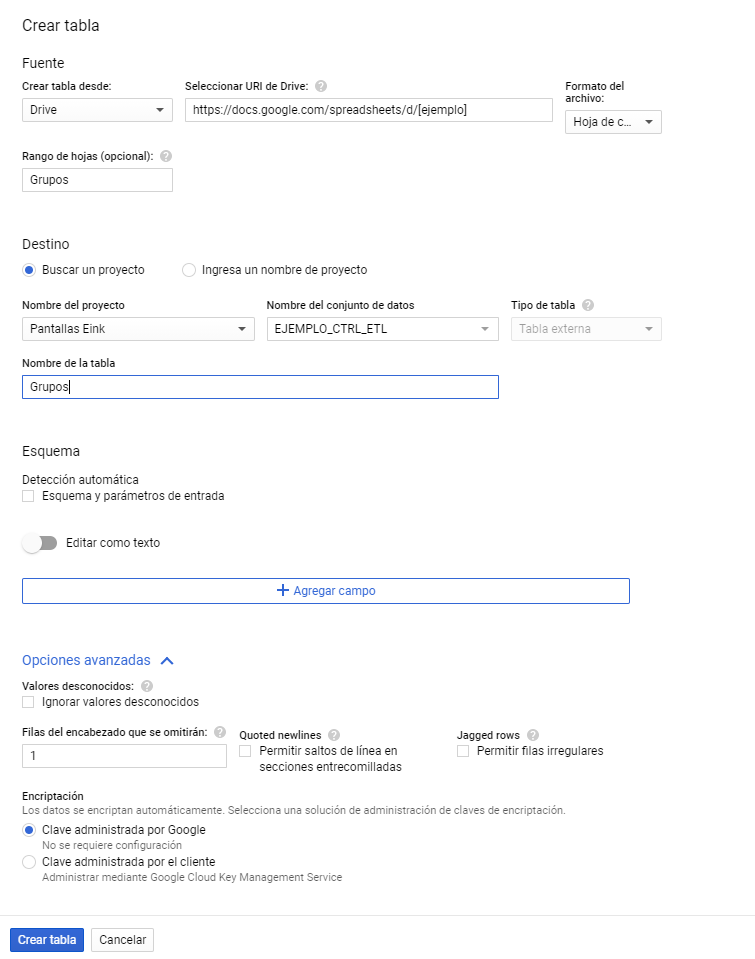 Crear tabla
Fuente
Crear tabla desde:
Seleccionar URI de Drive: ?
Formato del
archivo:
Drive
https://docs.google.com/spreadsheets/d/[ejemplo]
Hoja de c...
Rango de hojas (opcional): ?
Grupos
Destino
Buscar un proyecto
Ingresa un nombre de proyecto
Nombre del proyecto
Nombre del conjunto de datos
Tipo de tabla ?
Pantallas Eink
EJEMPLO_CTRL_ETL
Tabla externa
Nombre de la tabla
Grupos
Esquema
Detección automática
Esquema y parámetros de entrada
Editar como texto
+ Agregar campo
Opciones avanzadas
Valores desconocidos: ?
Ignorar valores desconocidos
Filas del encabezado que se omitirán: ?
Quoted newlines ?
Jagged rows ?
1
Permitir saltos de línea en
secciones entrecomilladas
Permitir filas irregulares
Encriptación
Los datos se encriptan automáticamente. Selecciona una solución de administración de claves de encriptación.
Clave administrada por Google
No se requiere configuración
Clave administrada por el cliente
Administrar mediante Google Cloud Key Management Service
Crear tabla
Cancelar